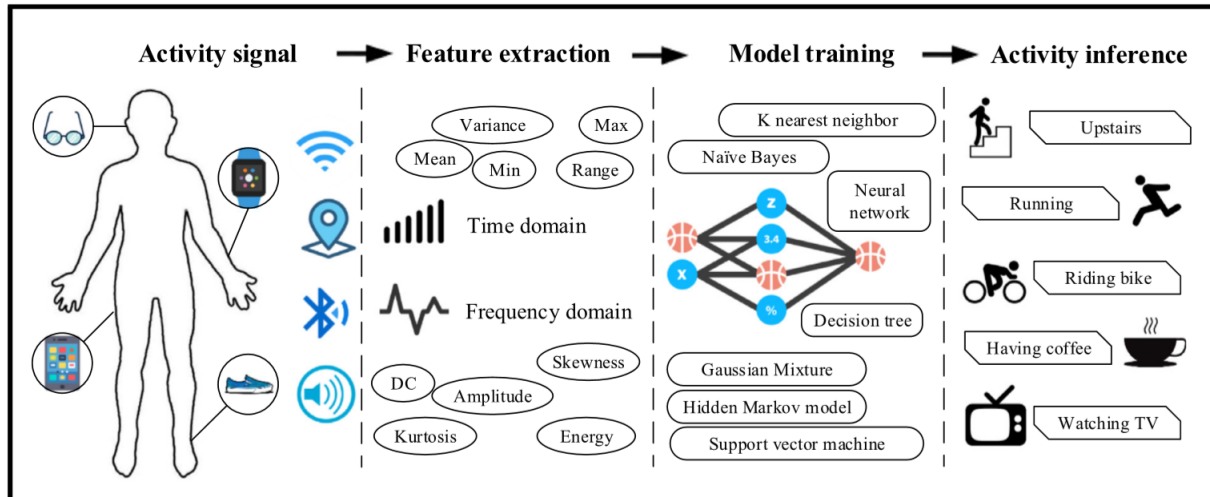 Activity signal
Feature extraction
Model training
Activity inference
Variance
Max
Mean
Min
Range
Time domain
Frequency domain
Skewness
DC
Amplitude
Kurtosis
Energy
K nearest neighbor
Naïve Bayes
Neural
network
Z
3.4
X
%
Decision tree
Gaussian Mixture
Hidden Markov model
Support vector machine
Upstairs
Running
Riding bike
Having coffee
Watching TV